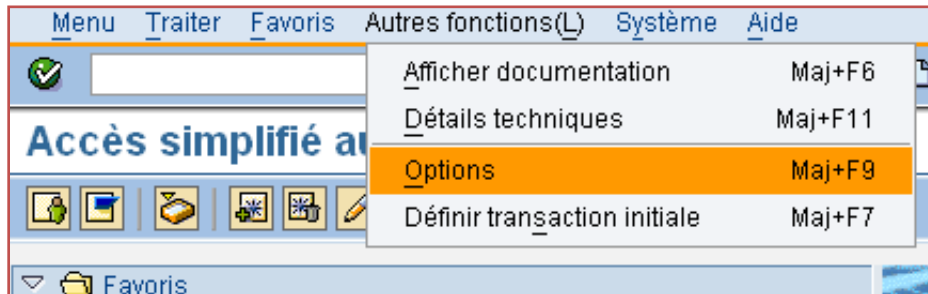 Menu Traiter Favoris Autres fonctions(L) Système Aide
Afficher documentation Maj+F6
Détails techniques Maj+F11
Accès simplifié a
Options Maj+F9
Définir transaction initiale Maj+F7
Favoris